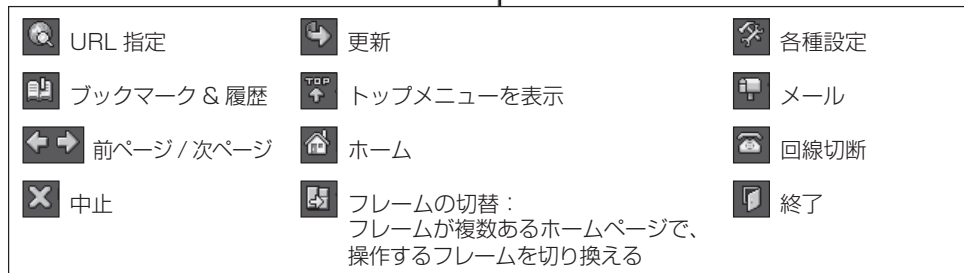 URL 指定
ブックマーク & 履歴
前ページ / 次ページ
中止
更新
TOP
トップメニューを表示
ホーム
フレームの切替：
フレームが複数あるホームページで、
操作するフレームを切り換える
各種設定
メール
回線切断
終了